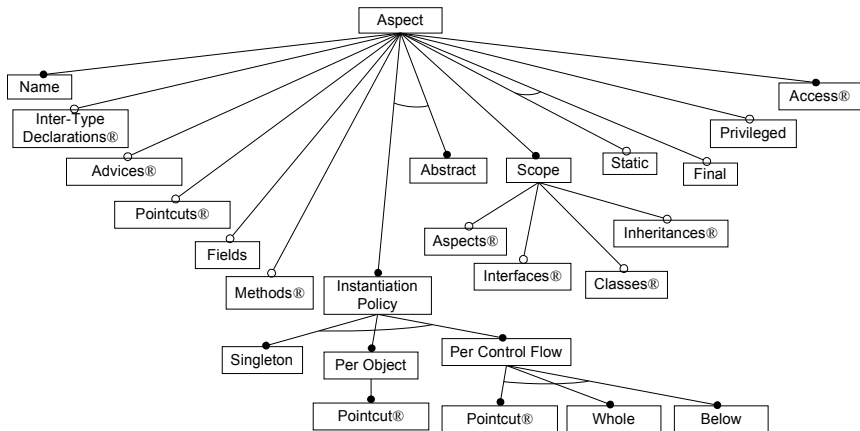 Aspect
Name
Access®
Inter-Type
Declarations®
Privileged
Advices®
Abstract
Scope
Static
Final
Pointcuts®
Aspects®
Inheritances®
Fields
Interfaces®
Classes®
Methods®
Instantiation
Policy
Singleton
Per Object
Per Control Flow
Pointcut®
Pointcut®
Whole
Below